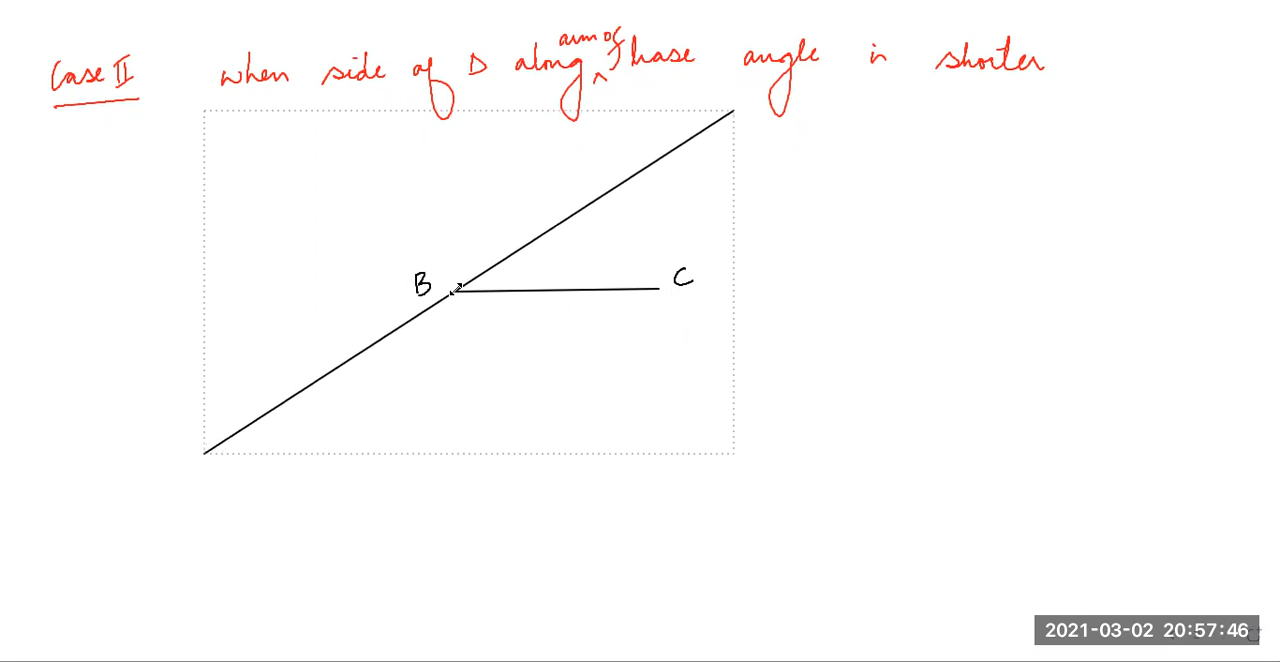 Case II when side of Δ along arm of base angle is shorter
B
C
2021-03-02 20:57:46